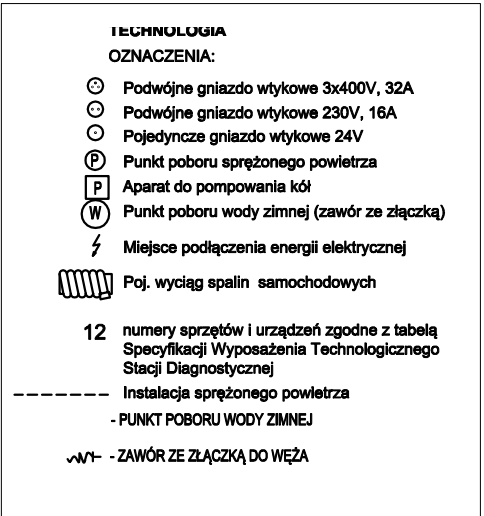 TECHNOLOGIA
OZNACZENIA:
Podwójne gniazdo wtykowe 3x400V, 32A
Podwójne gniazdo wtykowe 230V, 16A
Pojedyncze gniazdo wtykowe 24V
P Punkt poboru sprężonego powietrza
P Aparat do pompowania kół
W Punkt poboru wody zimnej (zawór ze złączką)
Miejsce podłączenia energii elektrycznej
Poj. wyciąg spalin samochodowych
12 numery sprzętów i urządzeń zgodne z tabelą
Specyfikacji Wyposażenia Technologicznego
Stacji Diagnostycznej
Instalacja sprężonego powietrza
- PUNKT POBORU WODY ZIMNEJ
- ZAWÓR ZE ZŁĄCZKĄ DO WĘŻA